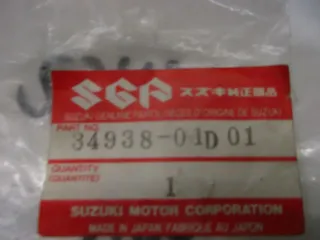 SGP スズキ純正部品
SUZUKI GENUINE PARTS PIECES D'ORIGINE DE SUZUKI
PART NO.
34938-01D01
QUANTITY
(QUANTITE)
1
SUZUKI MOTOR CORPORATION
MADE IN JAPAN FABRIQUE AU JAPON